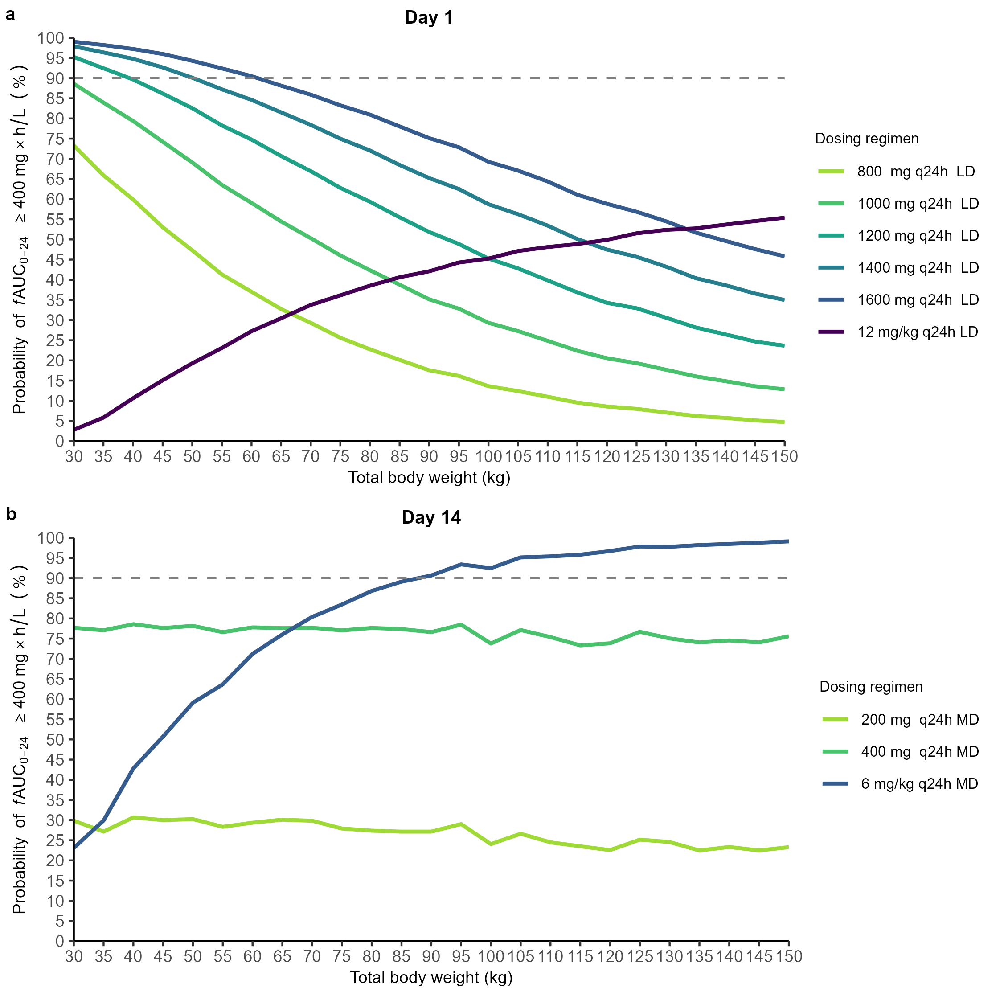 a
Day 1
Probability of fAUC0−24 ≥ 400 mg × h/L ( % )
100
95
90
85
80
75
70
65
60
55
50
45
40
35
30
25
20
15
10
5
0
30 35 40 45 50 55 60 65 70 75 80 85 90 95 100 105 110 115 120 125 130 135 140 145 150
Total body weight (kg)
Dosing regimen
800 mg q24h LD
1000 mg q24h LD
1200 mg q24h LD
1400 mg q24h LD
1600 mg q24h LD
12 mg/kg q24h LD
b
Day 14
Probability of fAUC0−24 ≥ 400 mg × h/L ( % )
100
95
90
85
80
75
70
65
60
55
50
45
40
35
30
25
20
15
10
5
0
30 35 40 45 50 55 60 65 70 75 80 85 90 95 100 105 110 115 120 125 130 135 140 145 150
Total body weight (kg)
Dosing regimen
200 mg q24h MD
400 mg q24h MD
6 mg/kg q24h MD